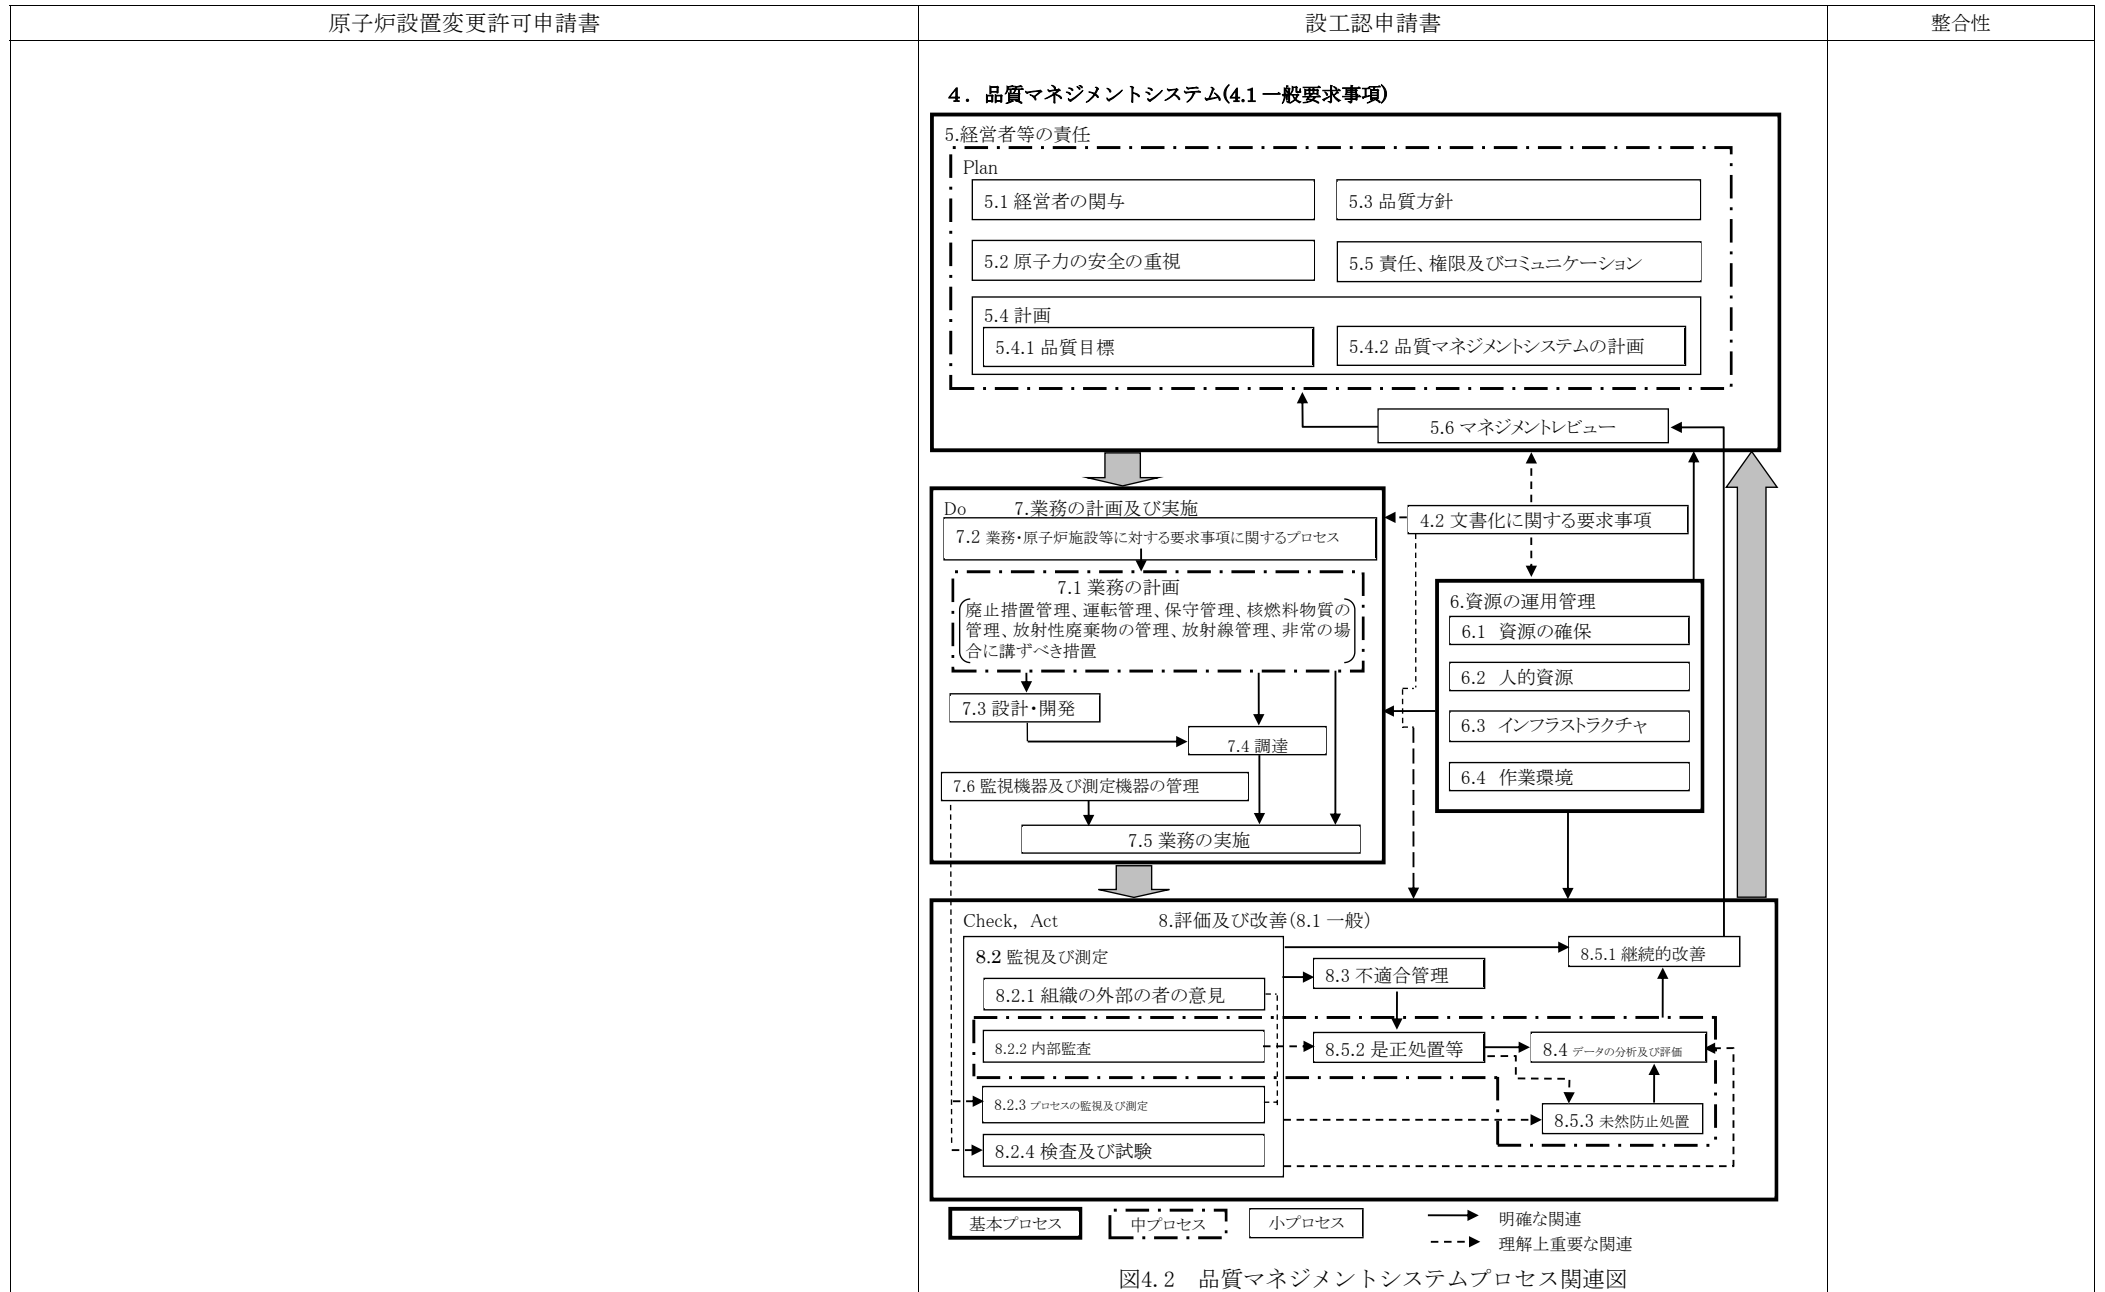 原子炉設置変更許可申請書
設工認申請書
整合性
4．品質マネジメントシステム(4.1 一般要求事項)
5.経営者等の責任
Plan
5.1 経営者の関与
5.3 品質方針
5.2 原子力の安全の重視
5.5 責任、権限及びコミュニケーション
5.4 計画
5.4.1 品質目標
5.4.2 品質マネジメントシステムの計画
5.6 マネジメントレビュー
Do 7.業務の計画及び実施
7.2 業務・原子炉施設等に対する要求事項に関するプロセス
4.2 文書化に関する要求事項
7.1 業務の計画
廃止措置管理、運転管理、保守管理、核燃料物質の
管理、放射性廃棄物の管理、放射線管理、非常の場
合に講ずべき措置
7.3 設計・開発
7.4 調達
7.6 監視機器及び測定機器の管理
7.5 業務の実施
6.資源の運用管理
6.1 資源の確保
6.2 人的資源
6.3 インフラストラクチャ
6.4 作業環境
Check, Act 8.評価及び改善(8.1 一般)
8.2 監視及び測定
8.5.1 継続的改善
8.3 不適合管理
8.2.1 組織の外部の者の意見
8.2.2 内部監査
8.5.2 是正処置等
8.4 データの分析及び評価
8.2.3 プロセスの監視及び測定
8.5.3 未然防止処置
8.2.4 検査及び試験
基本プロセス
中プロセス
小プロセス
明確な関連
理解上重要な関連
図4.2 品質マネジメントシステムプロセス関連図